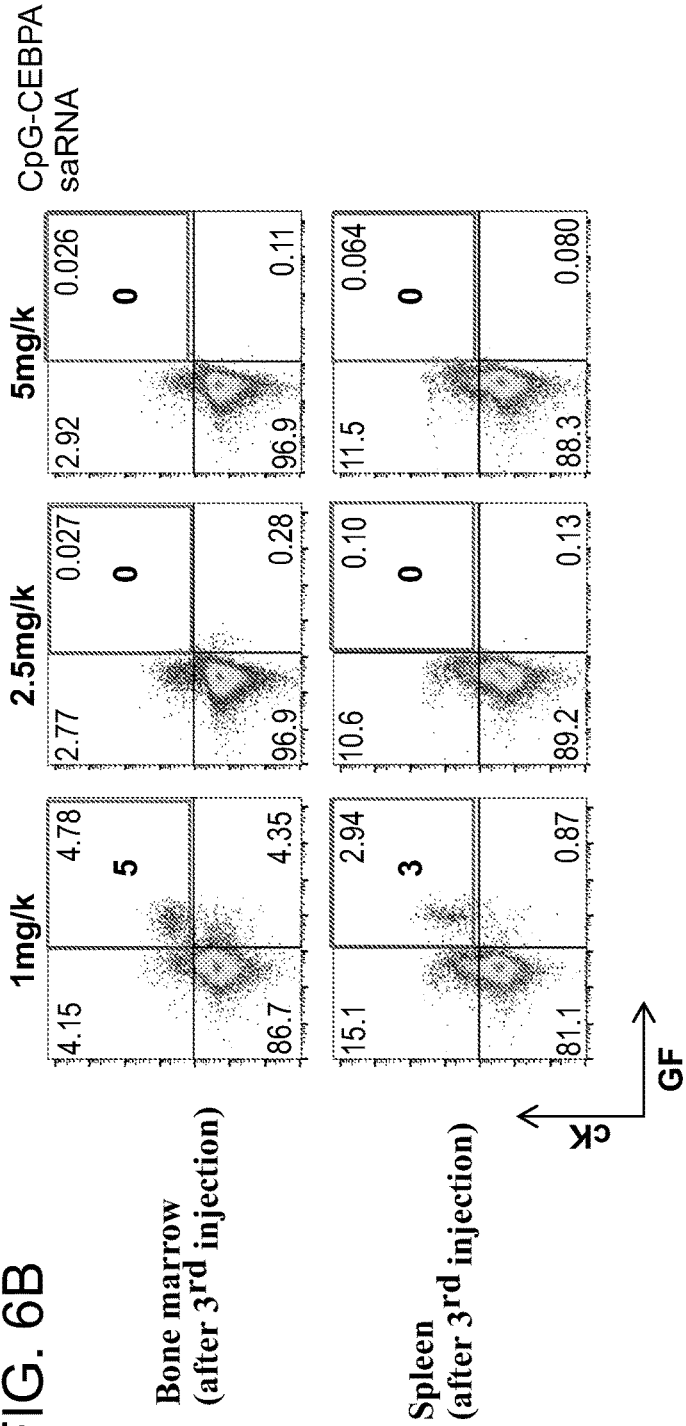 FIG. 6B
CpG-CEBPA
saRNA
1mg/k
2.5mg/k
5mg/k
Bone marrow
(after 3rd injection)
4.15
4.78
5
86.7
4.35
2.77
0.027
0
96.9
0.28
2.92
0.026
0
96.9
0.11
Spleen
(after 3rd injection)
15.1
2.94
3
81.1
0.87
10.6
0.10
0
89.2
0.13
11.5
0.064
0
88.3
0.080
cK
GF